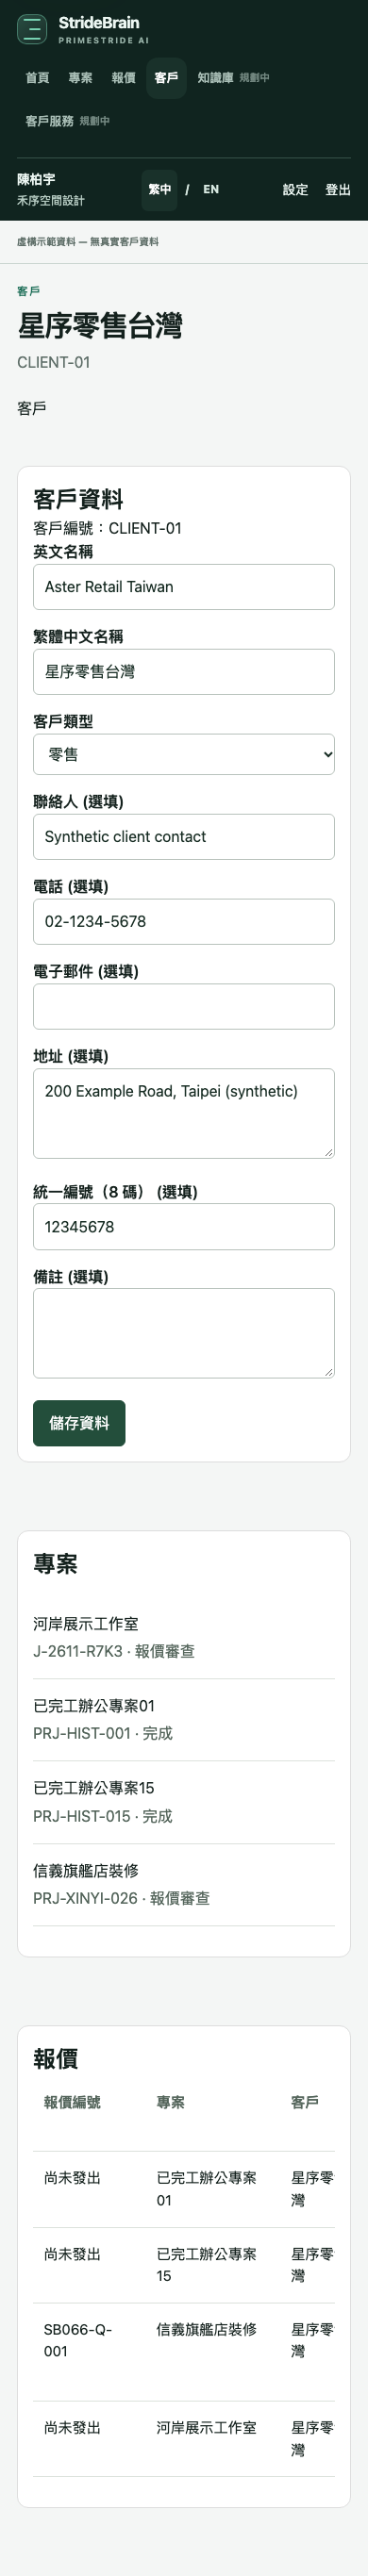 StrideBrain
PRIMESTRIDE AI
首頁 專案 報價 客戶 知識庫 規劃中
客戶服務 規劃中
陳柏宇
禾序空間設計
繁中 / EN 設定 登出
虛構示範資料 — 無真實客戶資料
客戶
星序零售台灣
CLIENT-01
客戶
客戶資料
客戶編號：CLIENT-01
英文名稱
Aster Retail Taiwan
繁體中文名稱
星序零售台灣
客戶類型
零售
聯絡人 (選填)
Synthetic client contact
電話 (選填)
02-1234-5678
電子郵件 (選填)
地址 (選填)
200 Example Road, Taipei (synthetic)
統一編號（8 碼） (選填)
12345678
備註 (選填)
儲存資料
專案
河岸展示工作室
J-2611-R7K3 · 報價審查
已完工辦公專案01
PRJ-HIST-001 · 完成
已完工辦公專案15
PRJ-HIST-015 · 完成
信義旗艦店裝修
PRJ-XINYI-026 · 報價審查
報價
報價編號 專案 客戶
尚未發出 已完工辦公專案 星序零
01 灣
尚未發出 已完工辦公專案 星序零
15 灣
SB066-Q- 信義旗艦店裝修 星序零
001 灣
尚未發出 河岸展示工作室 星序零
灣